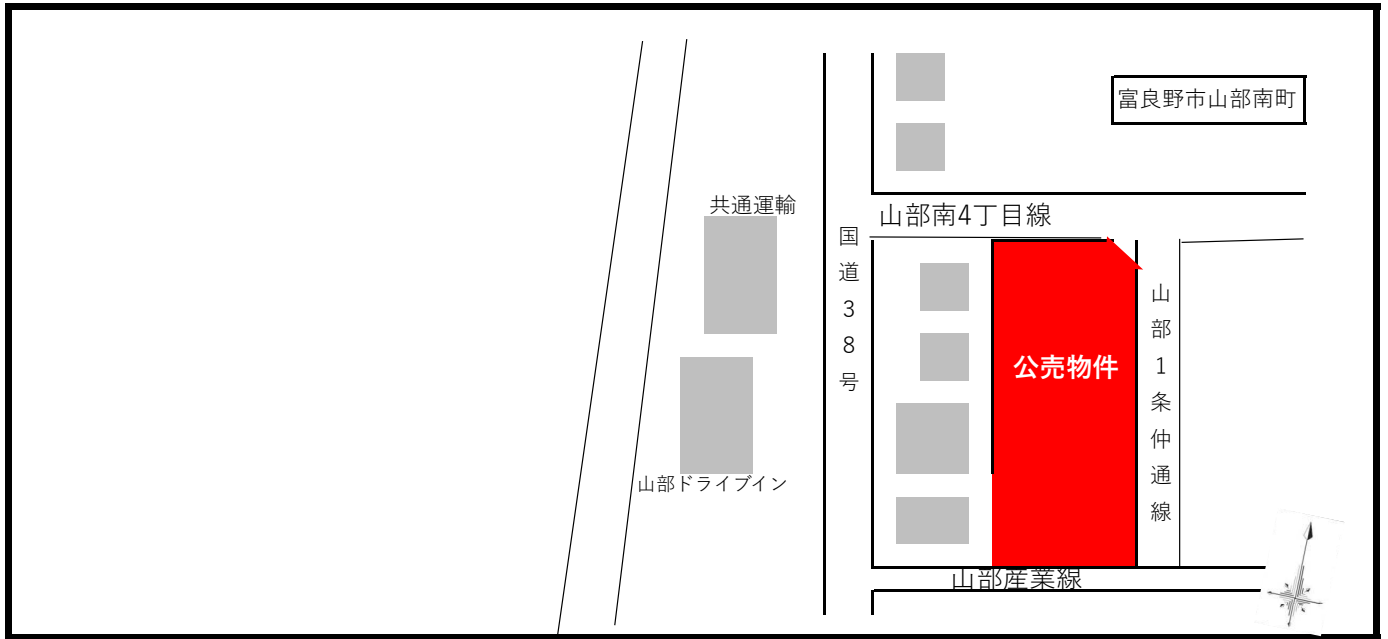 富良野市山部南町
共通運輸
山部南4丁目線
国道38号
公売物件
山部1条仲通線
山部ドライブイン
山部産業線